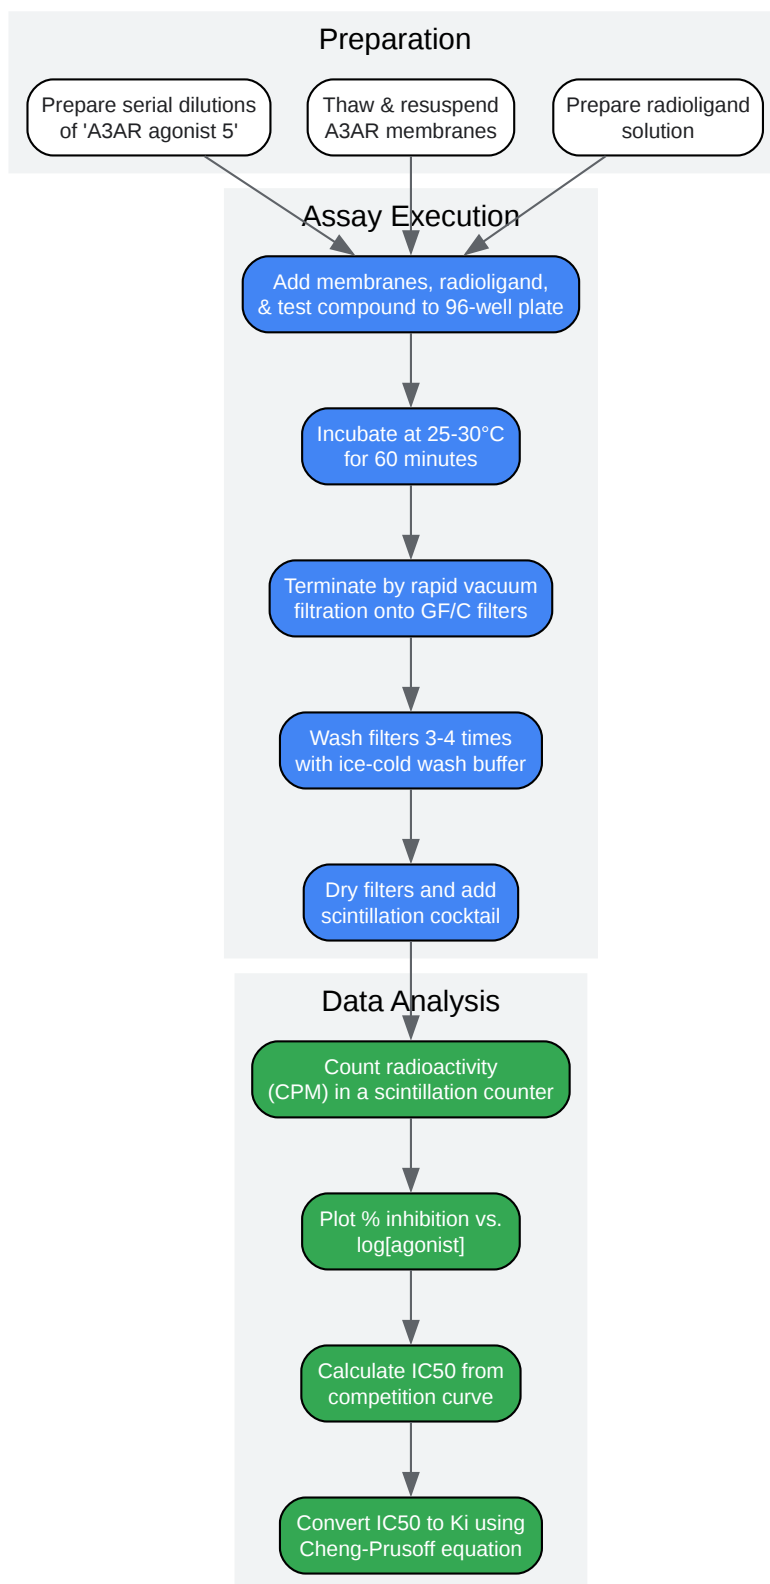 Preparation
Prepare serial dilutions
of 'A3AR agonist 5'
Thaw & resuspend
A3AR membranes
Prepare radioligand
solution
Assay Execution
Add membranes, radioligand,
& test compound to 96-well plate
Incubate at 25-30°C
for 60 minutes
Terminate by rapid vacuum
filtration onto GF/C filters
Wash filters 3-4 times
with ice-cold wash buffer
Dry filters and add
scintillation cocktail
Data Analysis
Count radioactivity
(CPM) in a scintillation counter
Plot % inhibition vs.
log[agonist]
Calculate IC50 from
competition curve
Convert IC50 to Ki using
Cheng-Prusoff equation